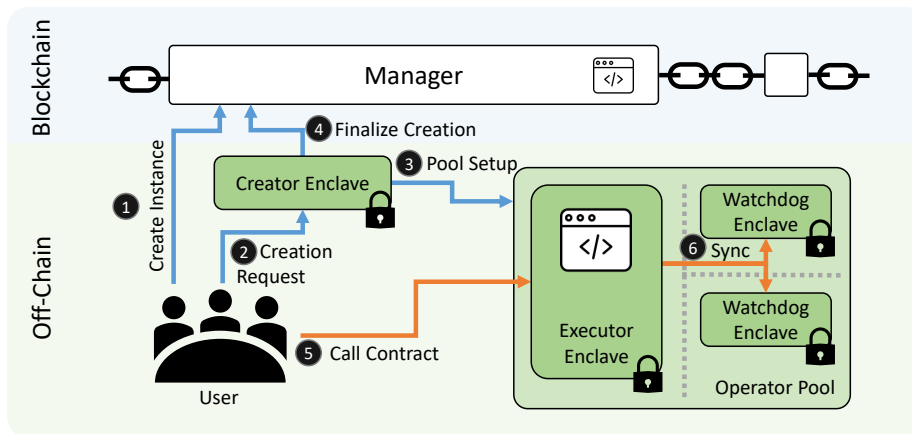 Blockchain
Manager
</>
4 Finalize Creation
3 Pool Setup
Creator Enclave
1
Create Instance
2 Creation
Request
Off-Chain
Watchdog
Enclave
</>
6 Sync
Executor
Enclave
Watchdog
Enclave
5 Call Contract
Operator Pool
User